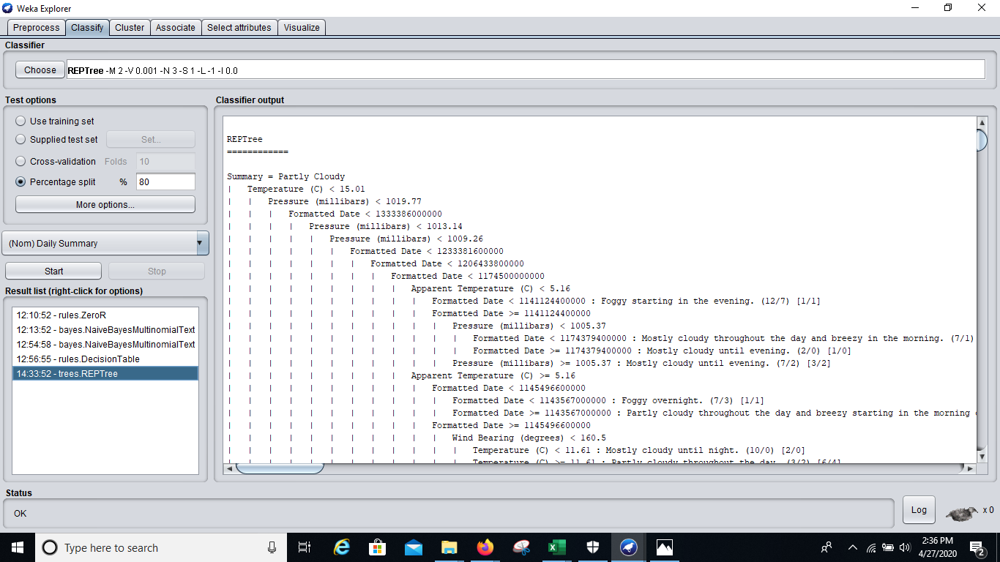 Weka Explorer
Preprocess Classify Cluster Associate Select attributes Visualize
Classifier
Choose REPTree -M 2 -V 0.001 -N 3 -S 1 -L -1 -I 0.0
Test options
Use training set
Supplied test set Set...
Cross-validation Folds 10
Percentage split % 80
More options...
(Nom) Daily Summary
Start Stop
Result list (right-click for options)
12:10:52 - rules.ZeroR
12:13:52 - bayes.NaiveBayesMultinomialText
12:54:58 - bayes.NaiveBayesMultinomialText
12:56:55 - rules.DecisionTable
14:33:52 - trees.REPTree
Classifier output
REPTree
============
Summary = Partly Cloudy
| Temperature (C) < 15.01
| | Pressure (millibars) < 1019.77
| | | Formatted Date < 1333386000000
| | | | Pressure (millibars) < 1013.14
| | | | | Pressure (millibars) < 1009.26
| | | | | | Formatted Date < 1233381600000
| | | | | | | Formatted Date < 1206433800000
| | | | | | | | Formatted Date < 1174500000000
| | | | | | | | | Apparent Temperature (C) < 5.16
| | | | | | | | | | Formatted Date < 1141124400000 : Foggy starting in the evening. (12/7) [1/1]
| | | | | | | | | | Formatted Date >= 1141124400000
| | | | | | | | | | | Pressure (millibars) < 1005.37
| | | | | | | | | | | | Formatted Date < 1174379400000 : Mostly cloudy throughout the day and breezy in the morning. (7/1)
| | | | | | | | | | | | Formatted Date >= 1174379400000 : Mostly cloudy until evening. (2/0) [1/0]
| | | | | | | | | | | Pressure (millibars) >= 1005.37 : Mostly cloudy until evening. (7/2) [3/2]
| | | | | | | | | Apparent Temperature (C) >= 5.16
| | | | | | | | | | Formatted Date < 1145496600000
| | | | | | | | | | | Formatted Date < 1143567000000 : Foggy overnight. (7/3) [1/1]
| | | | | | | | | | | Formatted Date >= 1143567000000 : Partly cloudy throughout the day and breezy starting in the morning
| | | | | | | | | | Formatted Date >= 1145496600000
| | | | | | | | | | | Wind Bearing (degrees) < 160.5
| | | | | | | | | | | | Temperature (C) < 11.61 : Mostly cloudy until night. (10/0) [2/0]
| | | | | | | | | | | | Temperature (C) >= 11.61 : Partly cloudy throughout the day. (3/2) [6/4]
Status
OK
Log
x 0
Type here to search
2:36 PM
4/27/2020
2